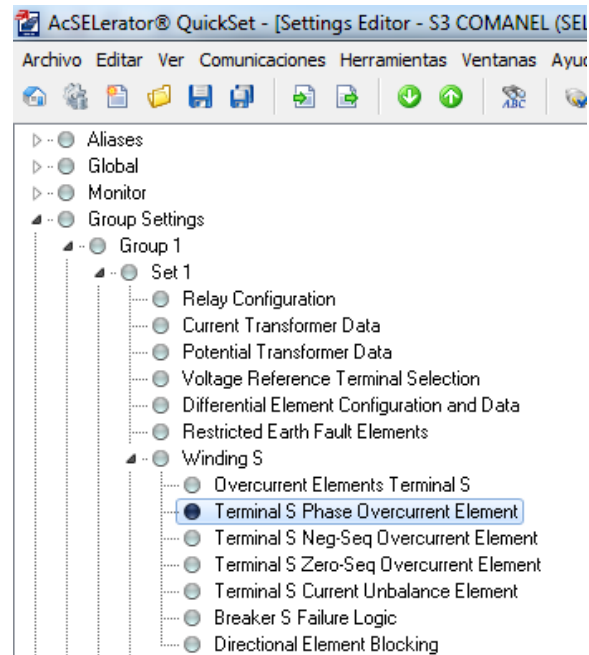 AcSELerator® QuickSet - [Settings Editor - S3 COMANEL (SEL
Archivo Editar Ver Comunicaciones Herramientas Ventanas Ayuc
ABC
Aliases
Global
Monitor
Group Settings
Group 1
Set 1
Relay Configuration
Current Transformer Data
Potential Transformer Data
Voltage Reference Terminal Selection
Differential Element Configuration and Data
Restricted Earth Fault Elements
Winding S
Overcurrent Elements Terminal S
Terminal S Phase Overcurrent Element
Terminal S Neg-Seq Overcurrent Element
Terminal S Zero-Seq Overcurrent Element
Terminal S Current Unbalance Element
Breaker S Failure Logic
Directional Element Blocking